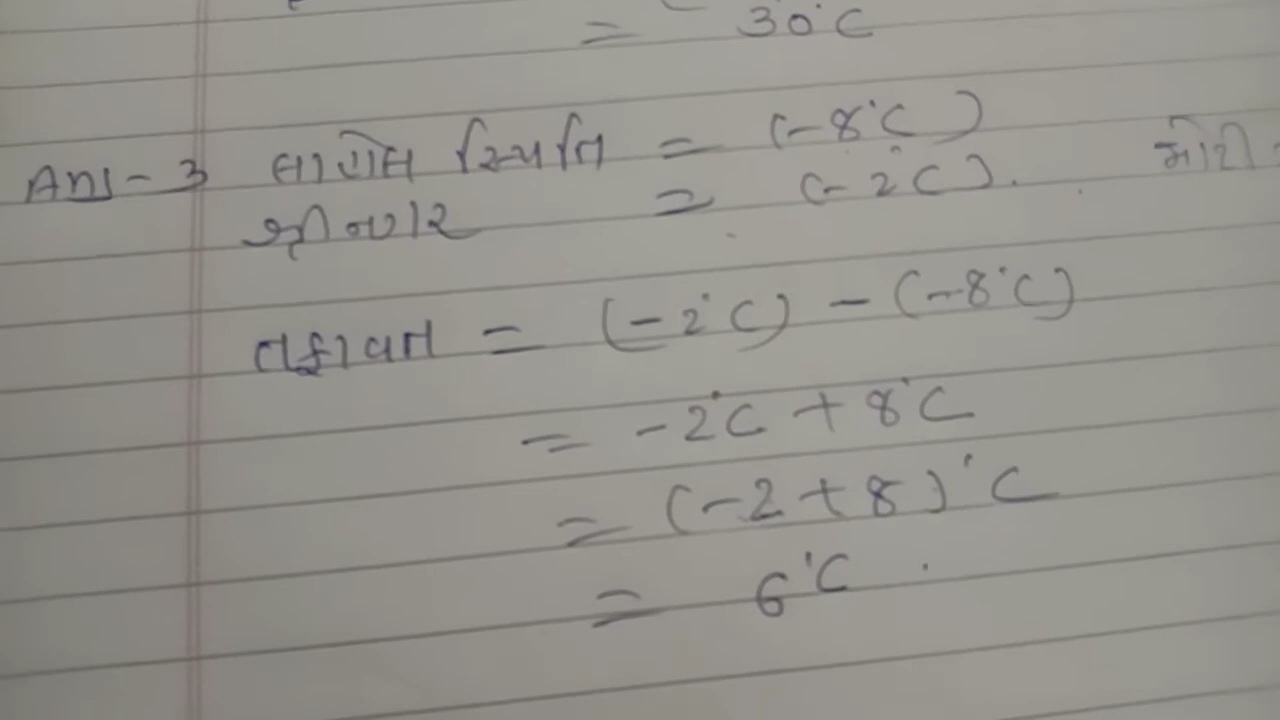 = 30°C
Ans - 3 લાહોલ સ્પિતિ = (-8°C)
શ્રીનગર = (-2°C).
તફાવત = (-2°C) - (-8°C)
= -2°C + 8°C
= (-2 + 8)°C
= 6°C.